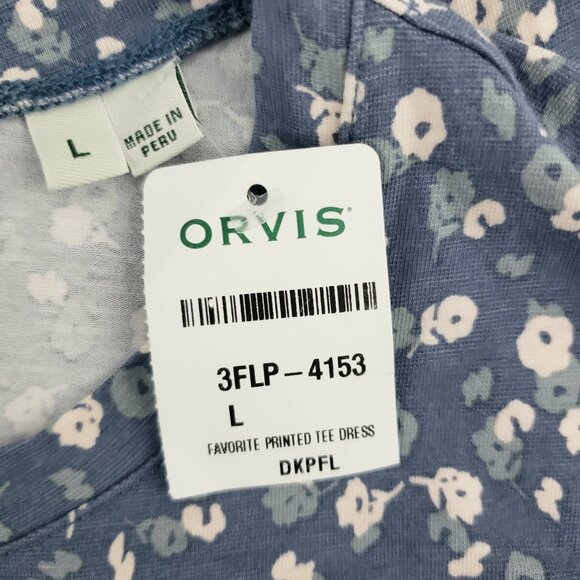 L
MADE IN
PERU
ORVIS®
3FLP-4153
L
FAVORITE PRINTED TEE DRESS
DKPFL